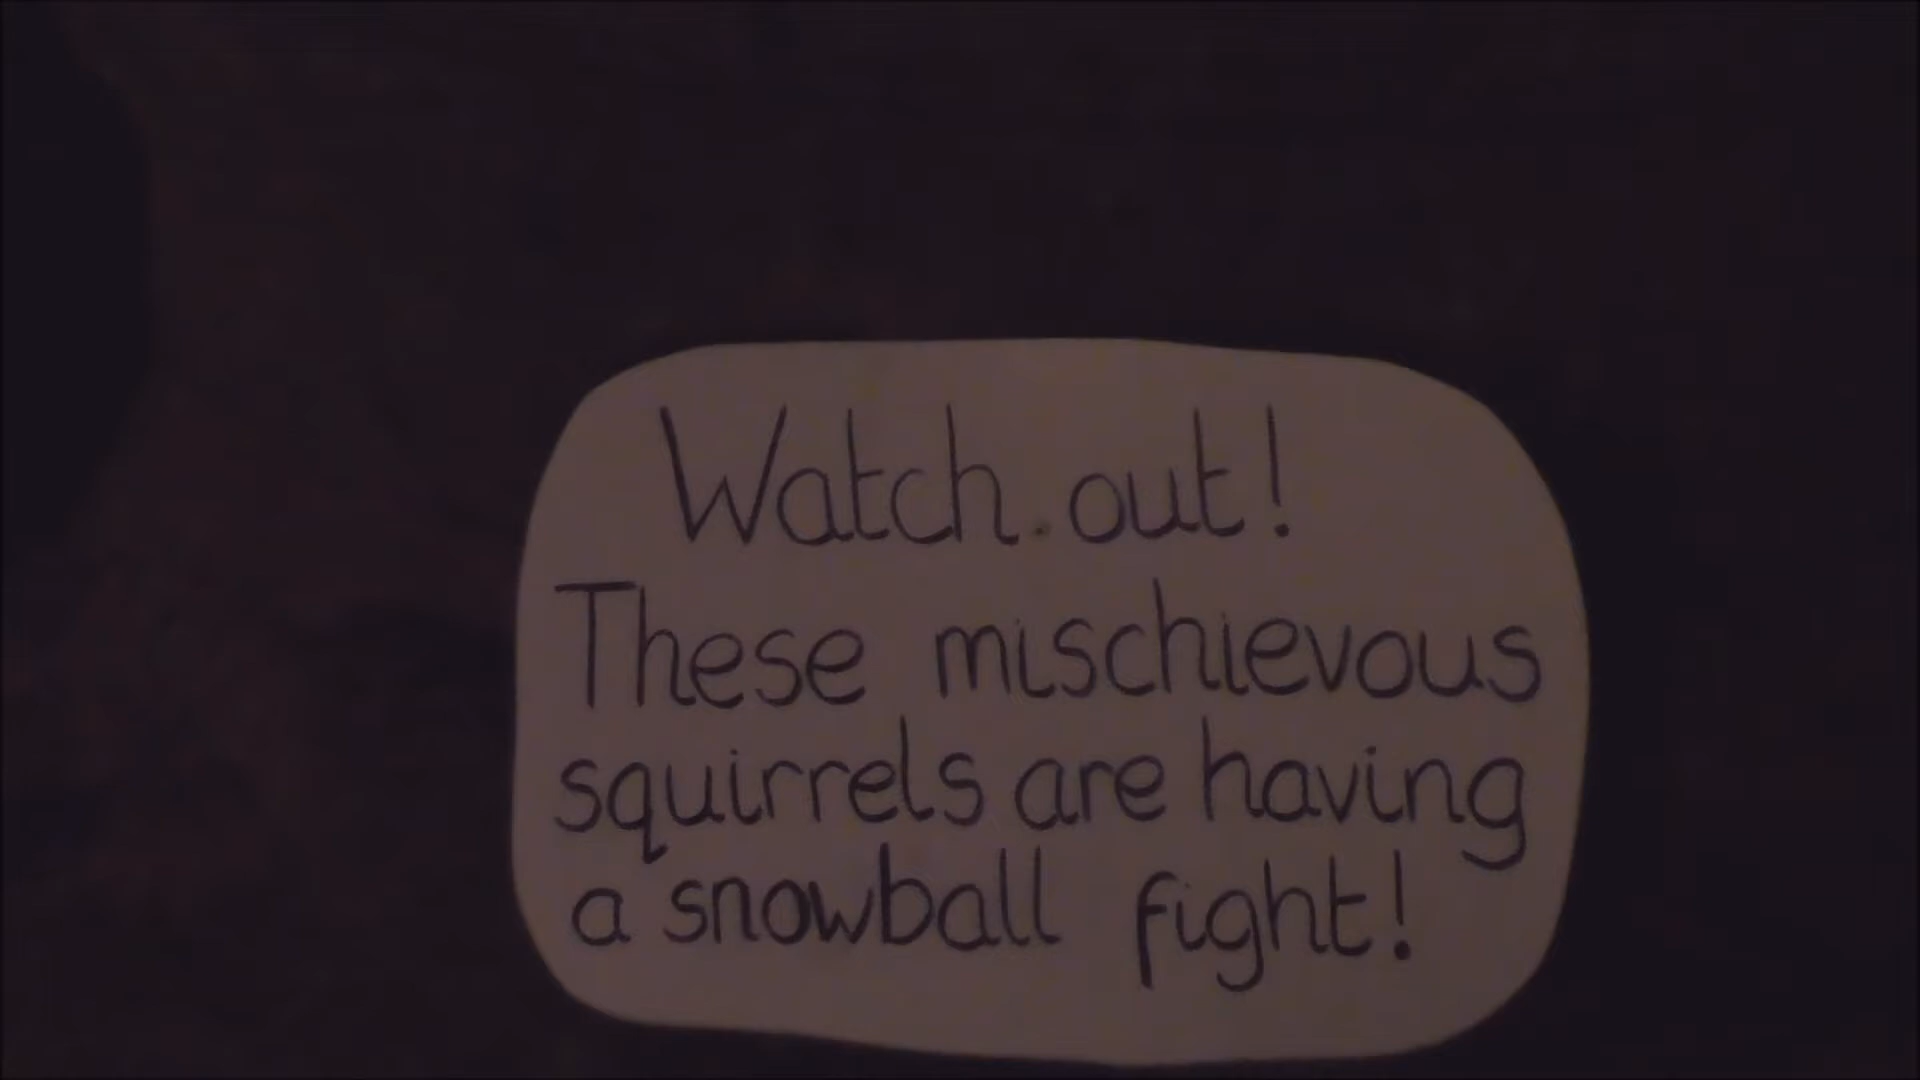 Watch out!
These mischievous
squirrels are having
a snowball fight!